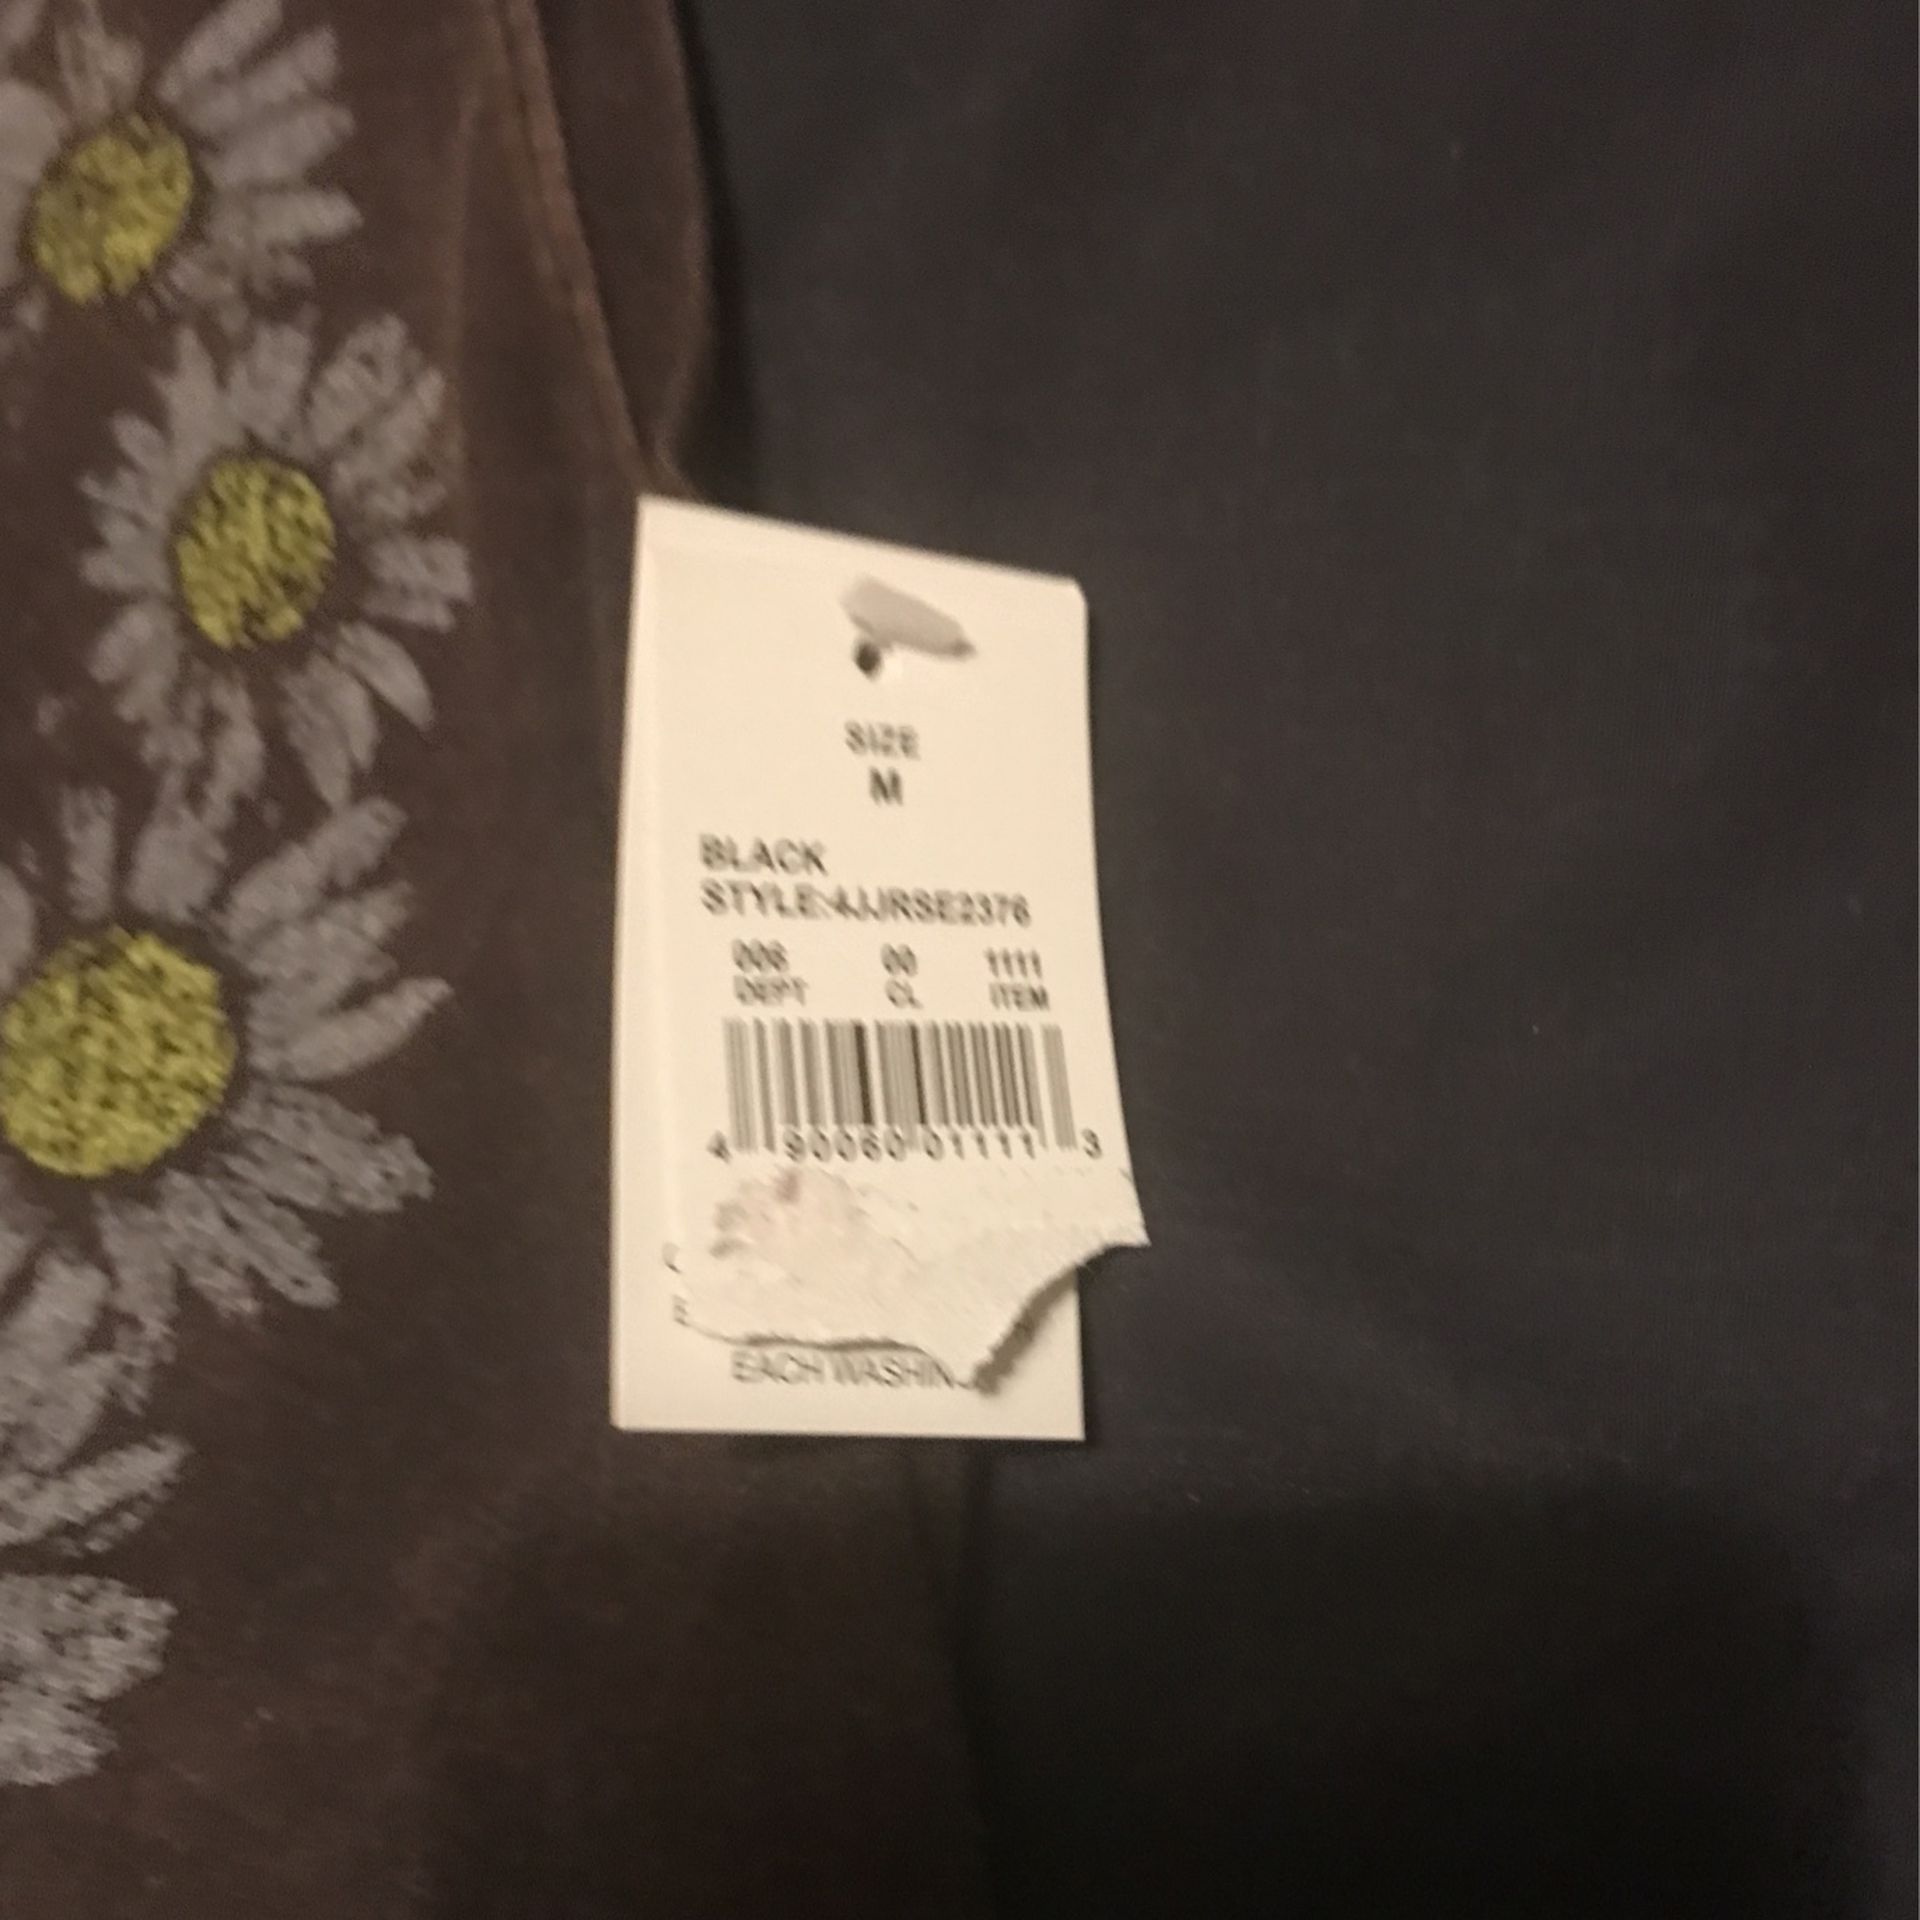 SIZE
M
BLACK
STYLE:4JJRSE2376
006 00 1111
DEPT CL ITEM
4 90060 01111 3
EACH WASHIN